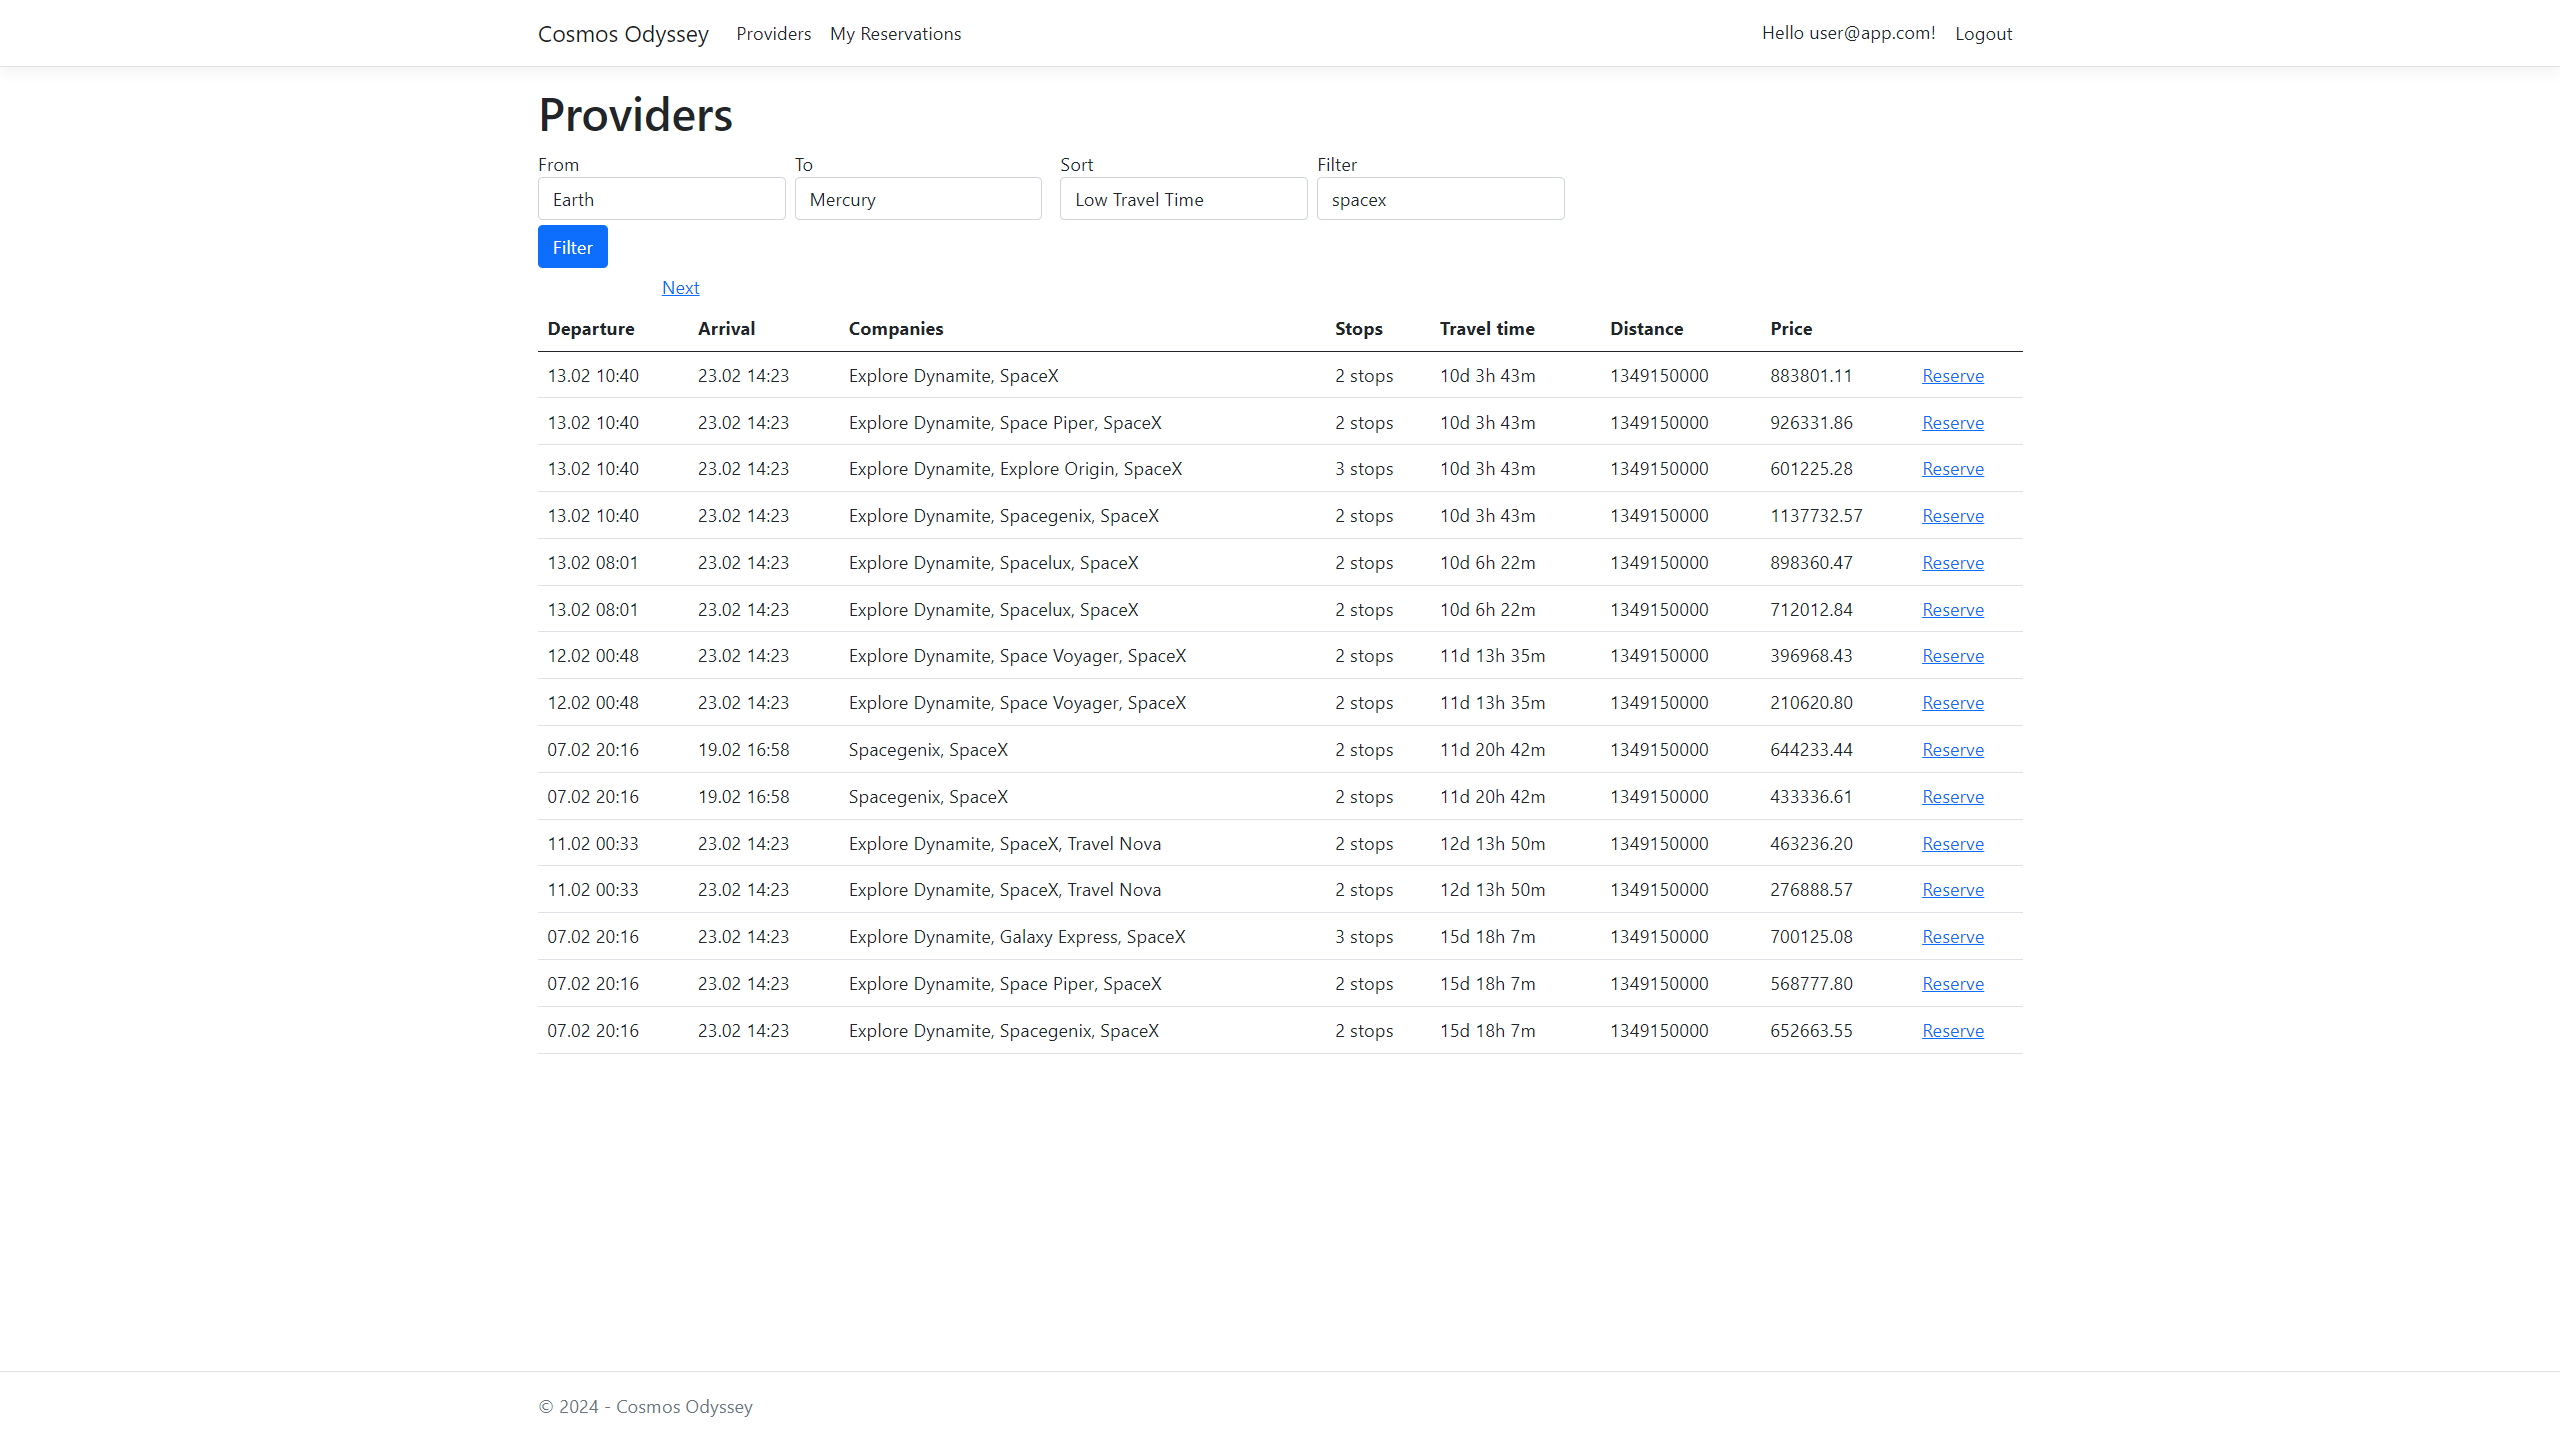 Cosmos Odyssey Providers My Reservations Hello user@app.com! Logout
Providers
From To Sort Filter
Earth Mercury Low Travel Time spacex
Filter
Next
Departure Arrival Companies Stops Travel time Distance Price
13.02 10:40 23.02 14:23 Explore Dynamite, SpaceX 2 stops 10d 3h 43m 1349150000 883801.11 Reserve
13.02 10:40 23.02 14:23 Explore Dynamite, Space Piper, SpaceX 2 stops 10d 3h 43m 1349150000 926331.86 Reserve
13.02 10:40 23.02 14:23 Explore Dynamite, Explore Origin, SpaceX 3 stops 10d 3h 43m 1349150000 601225.28 Reserve
13.02 10:40 23.02 14:23 Explore Dynamite, Spacegenix, SpaceX 2 stops 10d 3h 43m 1349150000 1137732.57 Reserve
13.02 08:01 23.02 14:23 Explore Dynamite, Spacelux, SpaceX 2 stops 10d 6h 22m 1349150000 898360.47 Reserve
13.02 08:01 23.02 14:23 Explore Dynamite, Spacelux, SpaceX 2 stops 10d 6h 22m 1349150000 712012.84 Reserve
12.02 00:48 23.02 14:23 Explore Dynamite, Space Voyager, SpaceX 2 stops 11d 13h 35m 1349150000 396968.43 Reserve
12.02 00:48 23.02 14:23 Explore Dynamite, Space Voyager, SpaceX 2 stops 11d 13h 35m 1349150000 210620.80 Reserve
07.02 20:16 19.02 16:58 Spacegenix, SpaceX 2 stops 11d 20h 42m 1349150000 644233.44 Reserve
07.02 20:16 19.02 16:58 Spacegenix, SpaceX 2 stops 11d 20h 42m 1349150000 433336.61 Reserve
11.02 00:33 23.02 14:23 Explore Dynamite, SpaceX, Travel Nova 2 stops 12d 13h 50m 1349150000 463236.20 Reserve
11.02 00:33 23.02 14:23 Explore Dynamite, SpaceX, Travel Nova 2 stops 12d 13h 50m 1349150000 276888.57 Reserve
07.02 20:16 23.02 14:23 Explore Dynamite, Galaxy Express, SpaceX 3 stops 15d 18h 7m 1349150000 700125.08 Reserve
07.02 20:16 23.02 14:23 Explore Dynamite, Space Piper, SpaceX 2 stops 15d 18h 7m 1349150000 568777.80 Reserve
07.02 20:16 23.02 14:23 Explore Dynamite, Spacegenix, SpaceX 2 stops 15d 18h 7m 1349150000 652663.55 Reserve
© 2024 - Cosmos Odyssey